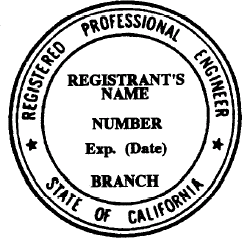 REGISTERED PROFESSIONAL ENGINEER
REGISTRANT'S
NAME
NUMBER
Exp. (Date)
BRANCH
STATE OF CALIFORNIA